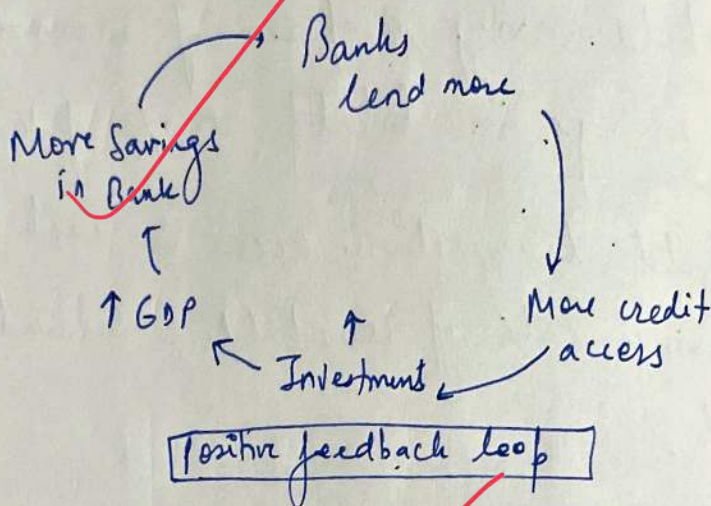 Banks
lend more
More Savings
in Bank
↑ GDP
↑
Investment
More credit
access
Positive feedback loop